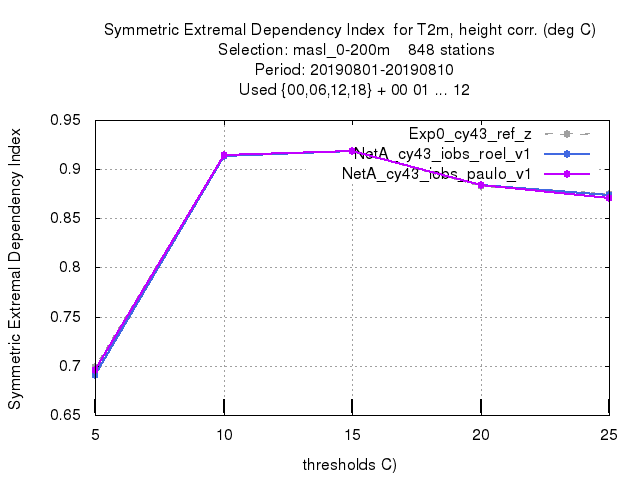 Symmetric Extremal Dependency Index  for T2m, height corr. (deg C)
Selection: masl_0-200m    848 stations
Period: 20190801-20190810
Used {00,06,12,18} + 00 01 ... 12
Symmetric Extremal Dependency Index
0.95
0.9
0.85
0.8
0.75
0.7
0.65
Exp0_cy43_ref_z
NetA_cy43_iobs_roel_v1
NetA_cy43_iobs_paulo_v1
5 10 15 20 25
thresholds C)